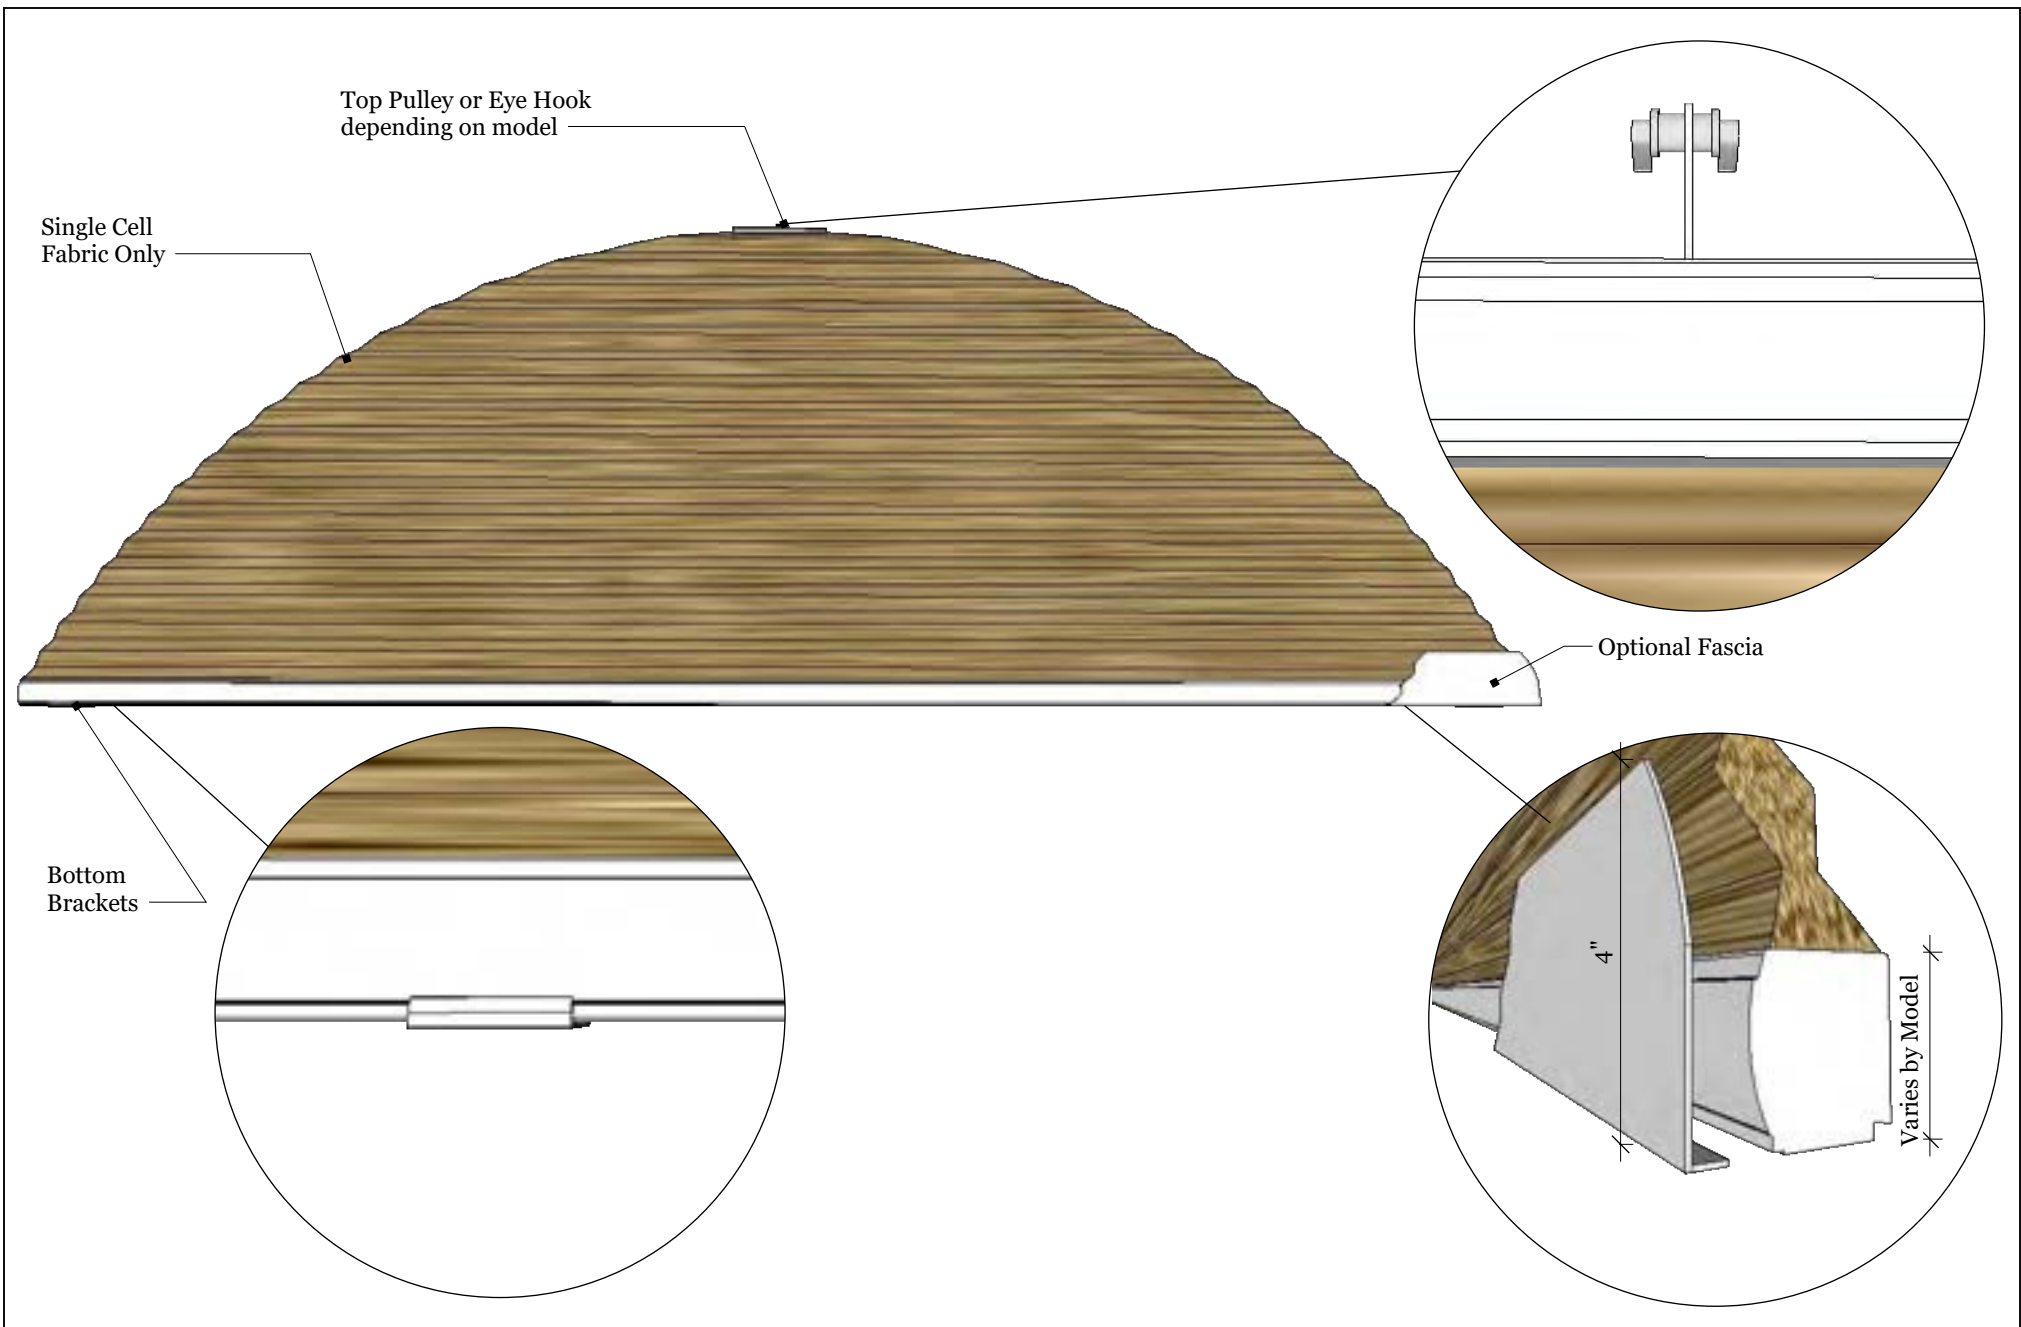 Top Pulley or Eye Hook
depending on model
Single Cell
Fabric Only
Optional Fascia
Bottom
Brackets
4"
Varies by Model